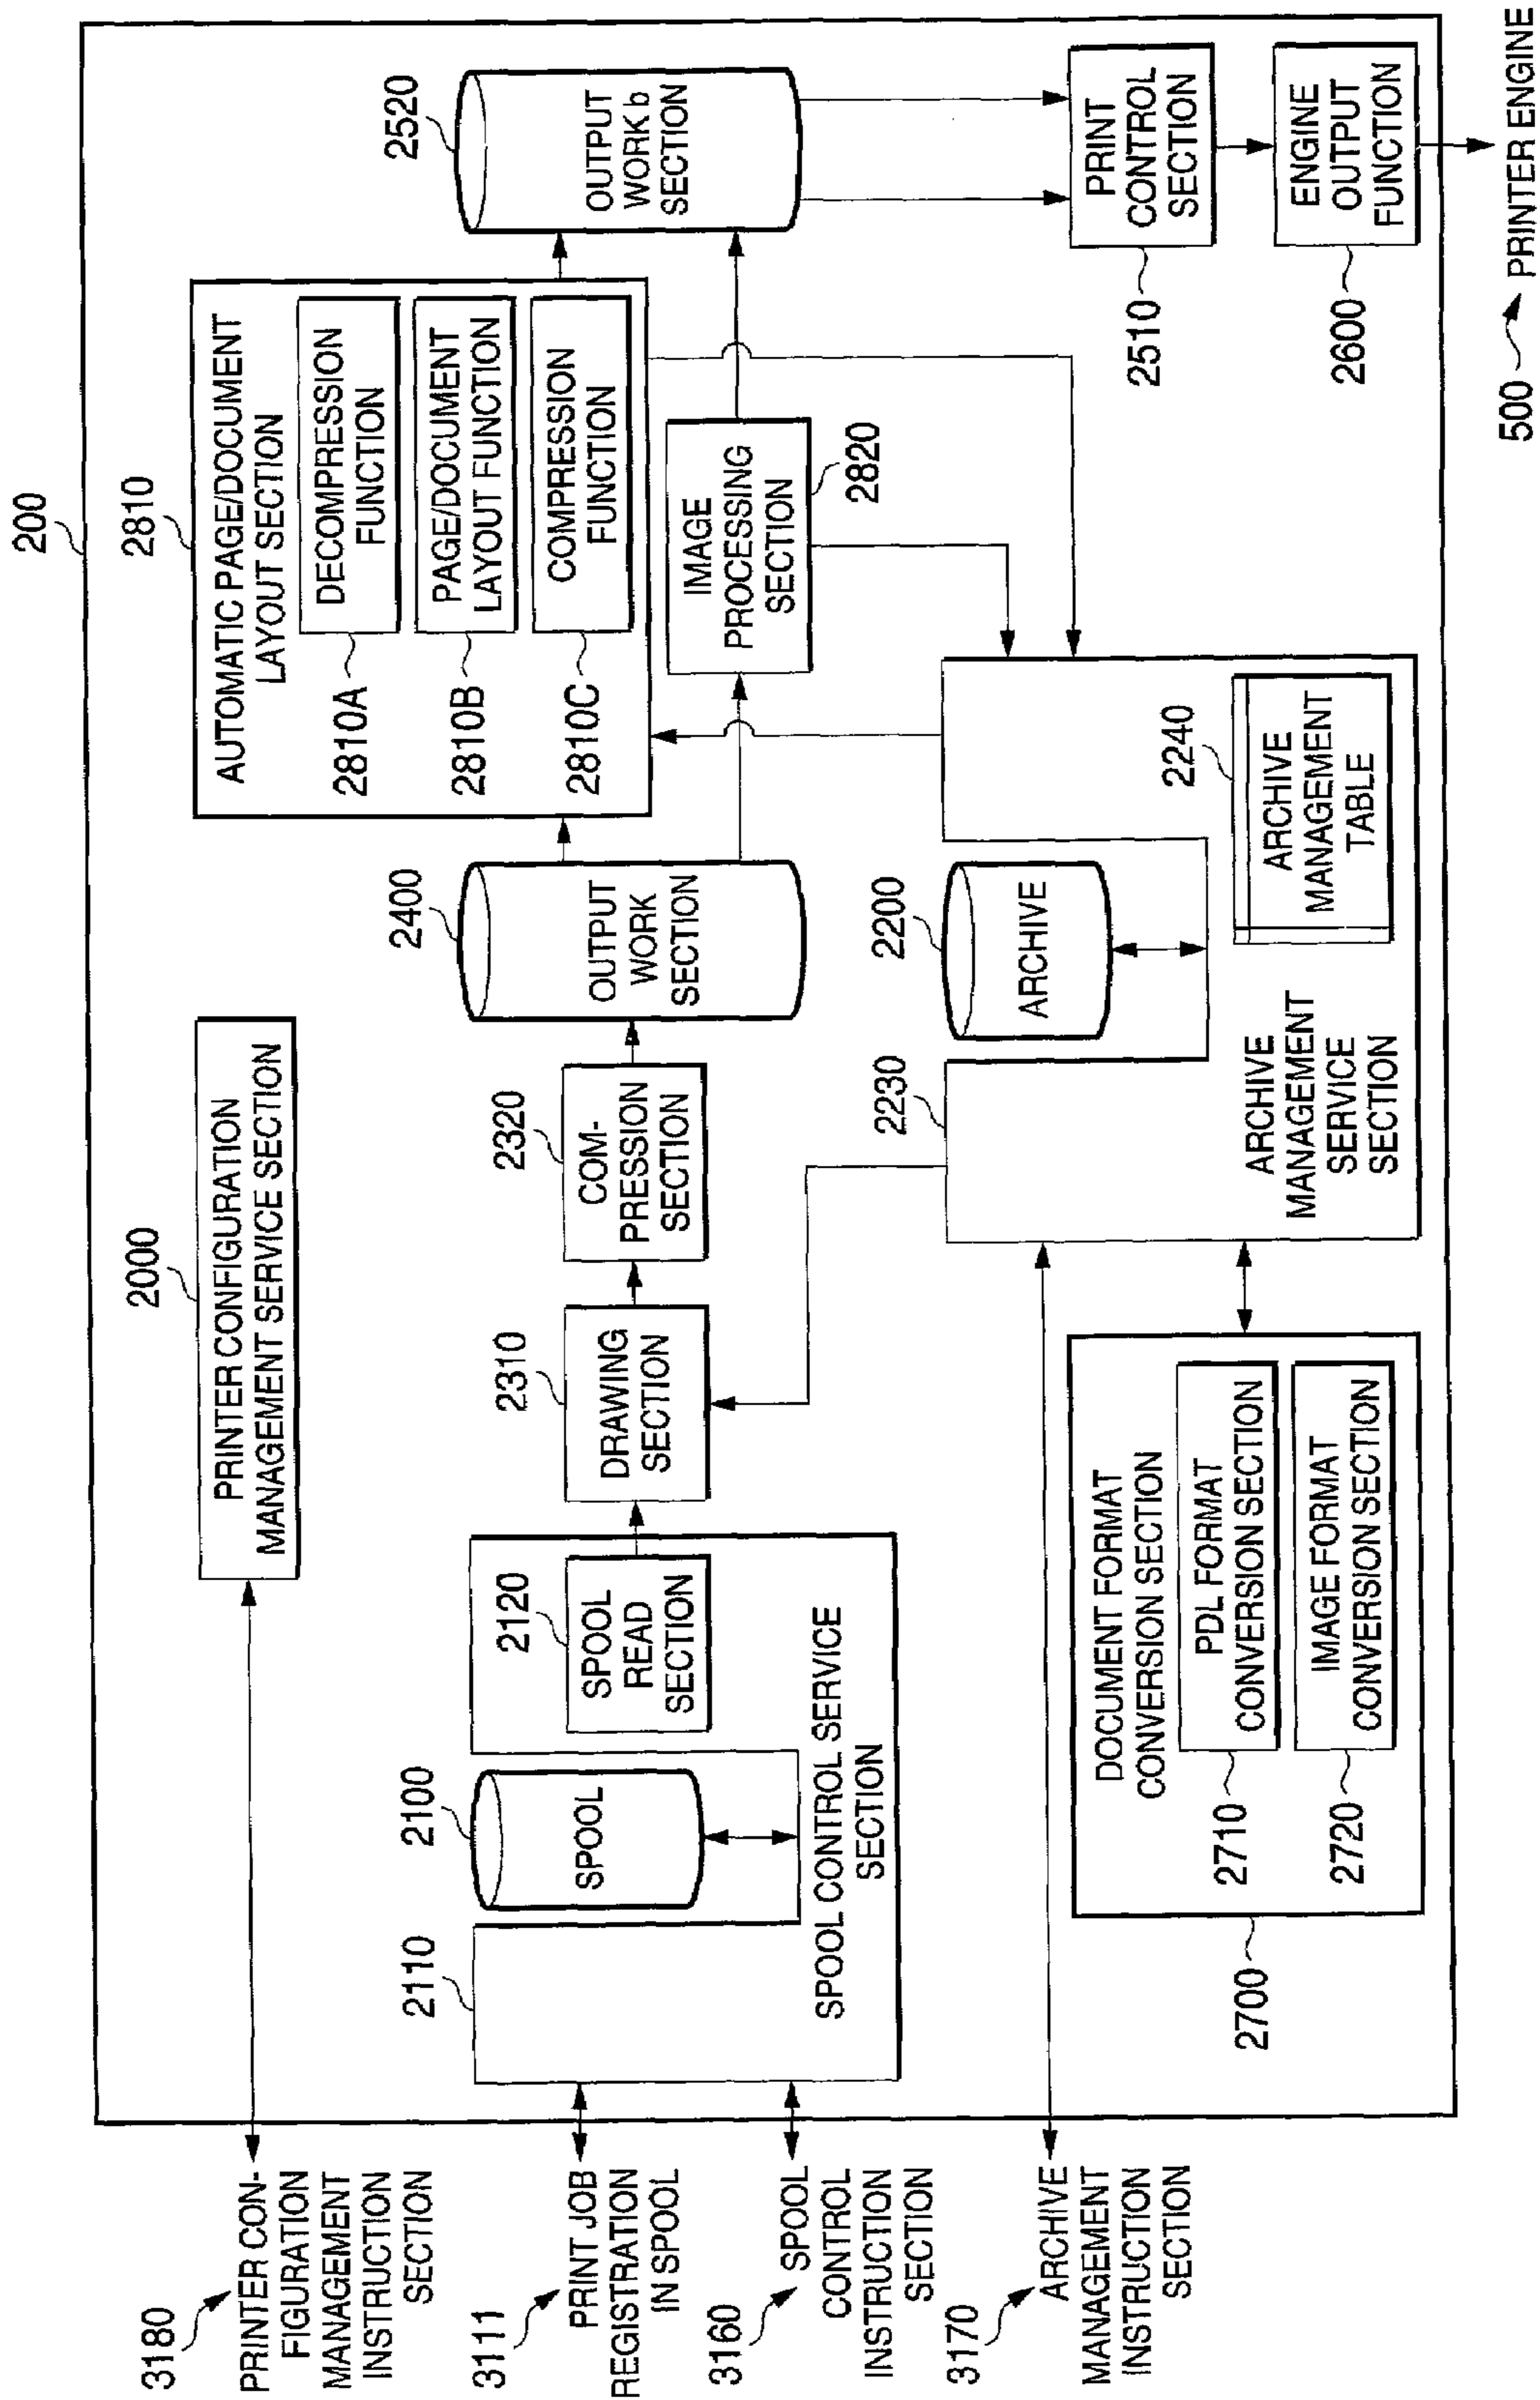 200
3180
PRINTER CON-
FIGURATION
MANAGEMENT
INSTRUCTION
SECTION
3111
PRINT JOB
REGISTRATION
IN SPOOL
3160
SPOOL
CONTROL
INSTRUCTION
SECTION
3170
ARCHIVE
MANAGEMENT
INSTRUCTION
SECTION
2000
PRINTER CONFIGURATION
MANAGEMENT SERVICE SECTION
2110
2100
SPOOL
2120
SPOOL
READ
SECTION
SPOOL CONTROL SERVICE
SECTION
2310
DRAWING
SECTION
2320
COM-
PRESSION
SECTION
2400
OUTPUT
WORK
SECTION
2810
AUTOMATIC PAGE/DOCUMENT
LAYOUT SECTION
2810A
DECOMPRESSION
FUNCTION
2810B
PAGE/DOCUMENT
LAYOUT FUNCTION
2810C
COMPRESSION
FUNCTION
IMAGE
PROCESSING
SECTION
2820
2520
OUTPUT
WORK b
SECTION
2700
DOCUMENT FORMAT
CONVERSION SECTION
2710
PDL FORMAT
CONVERSION SECTION
2720
IMAGE FORMAT
CONVERSION SECTION
2230
2200
ARCHIVE
ARCHIVE
MANAGEMENT
SERVICE
SECTION
2240
ARCHIVE
MANAGEMENT
TABLE
2510
PRINT
CONTROL
SECTION
2600
ENGINE
OUTPUT
FUNCTION
500
PRINTER ENGINE